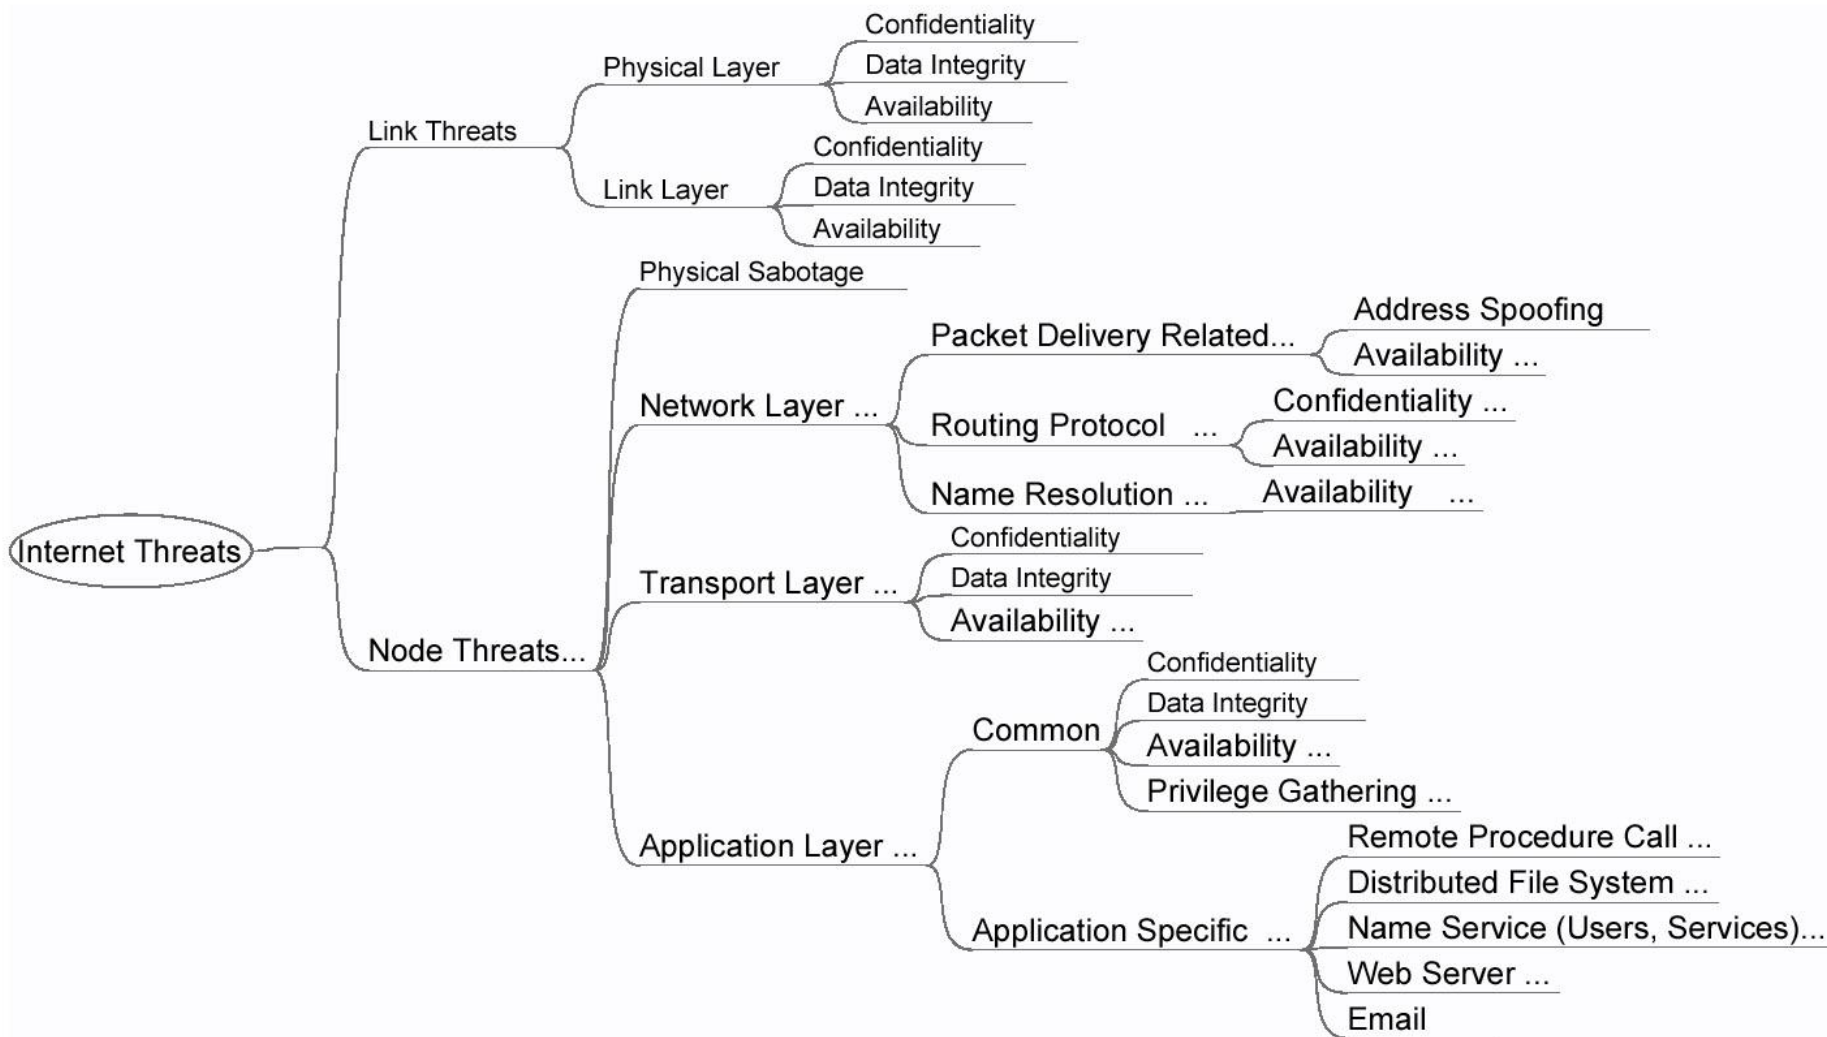 Confidentiality
Physical Layer
Data Integrity
Availability
Link Threats
Confidentiality
Link Layer
Data Integrity
Availability
Physical Sabotage
Address Spoofing
Packet Delivery Related...
Availability ...
Network Layer ...
Confidentiality ...
Routing Protocol ...
Availability ...
Name Resolution ...
Availability ...
Internet Threats
Confidentiality
Transport Layer ...
Data Integrity
Availability ...
Node Threats...
Confidentiality
Data Integrity
Common
Availability ...
Privilege Gathering ...
Application Layer ...
Remote Procedure Call ...
Distributed File System ...
Application Specific ...
Name Service (Users, Services)...
Web Server ...
Email